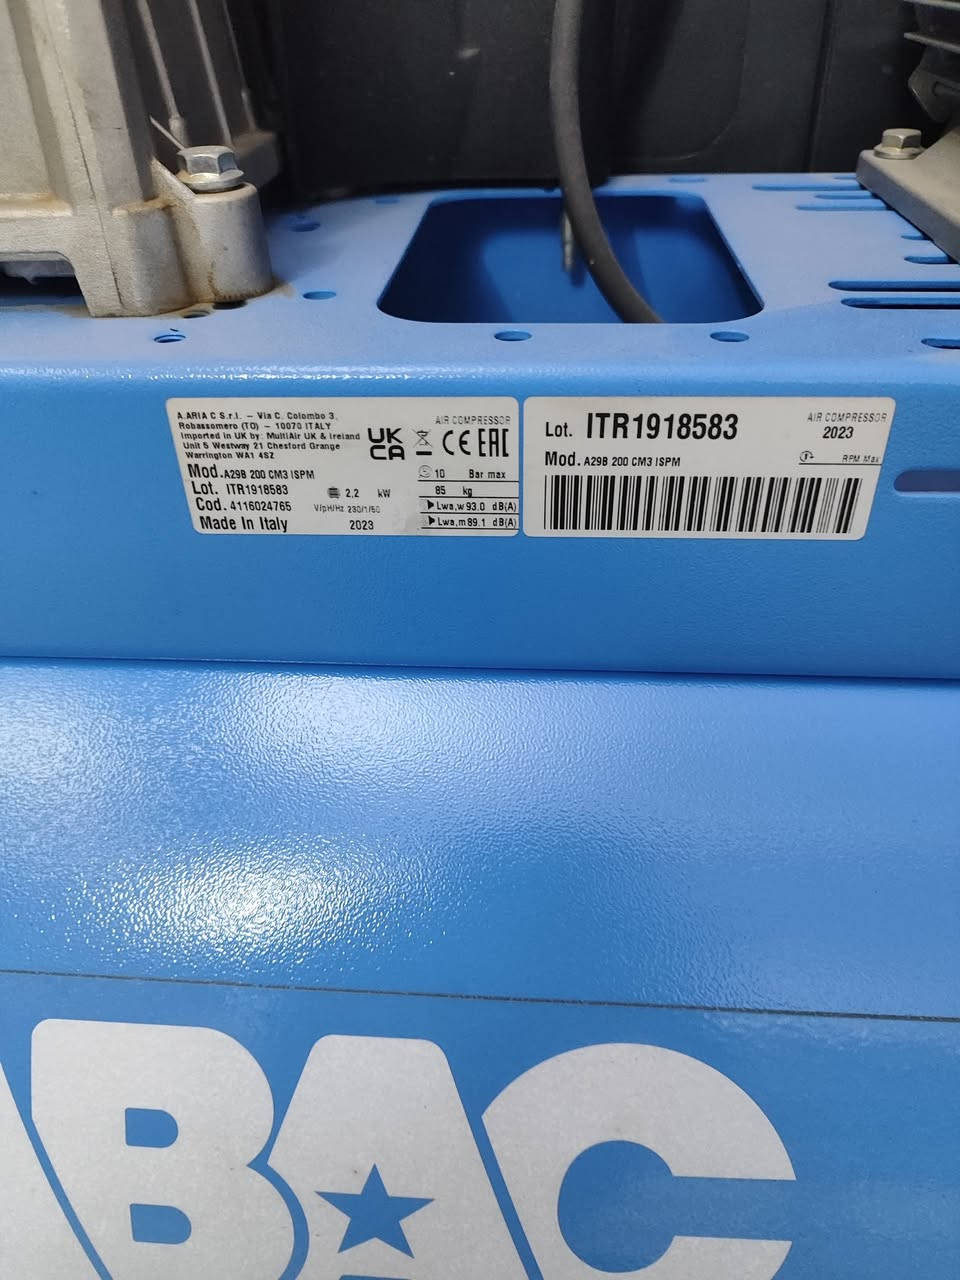 A.ARIA C S.r.l. – Via C. Colombo 3,
Robassomero (TO) – 10070 ITALY
Imported in UK by: MultiAir UK & Ireland
Unit 5 Westway 21 Chesford Grange
Warrington WA1 4SZ
AIR COMPRESSOR
UK
CA
CE EAC
Mod. A29B 200 CM3 ISPM
Lot. ITR1918583
Cod. 4116024765
Made In Italy
2,2 kW
V/pH/Hz 230/1/50
2023
10 Bar max
85 kg
Lwa,w 93.0 dB(A)
Lwa,m 89.1 dB(A)
Lot. ITR1918583
AIR COMPRESSOR
2023
Mod. A29B 200 CM3 ISPM
RPM Max
BAC